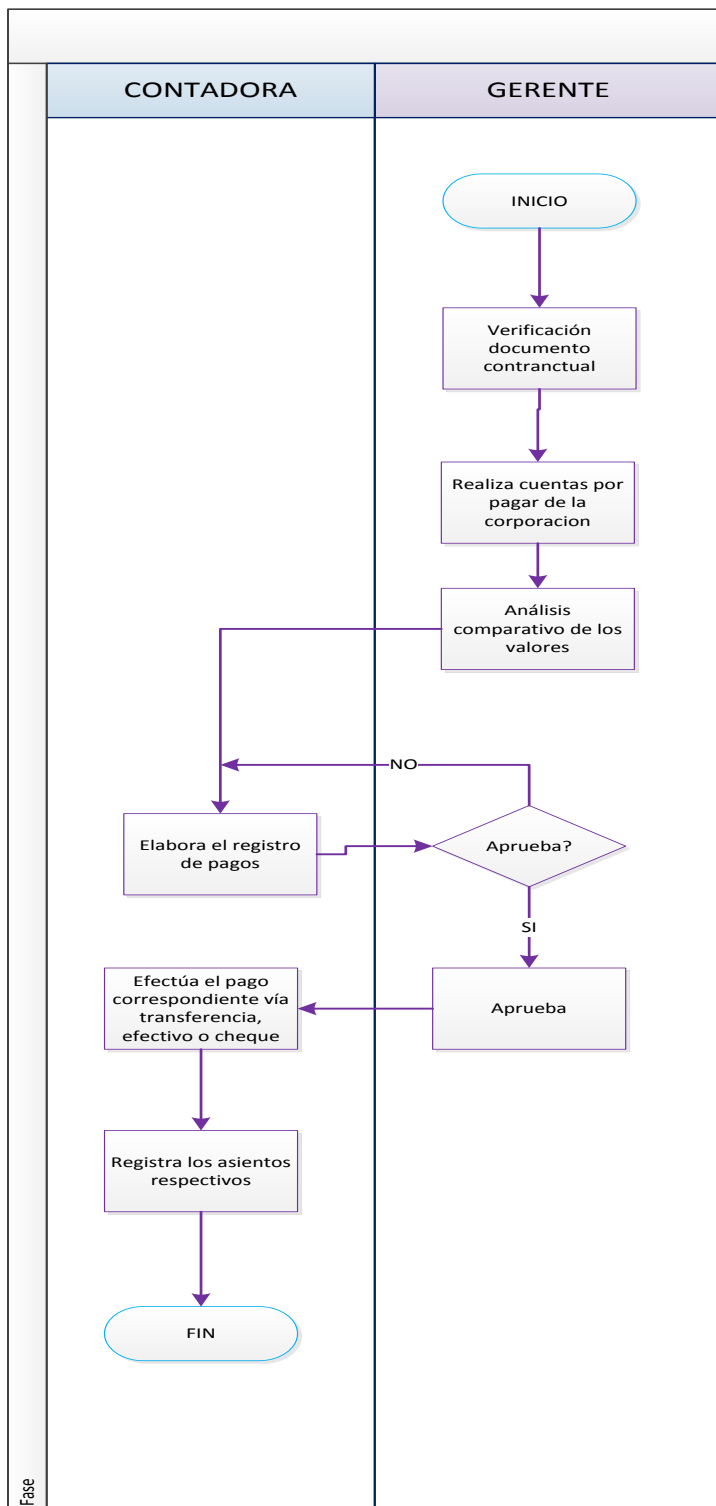 CONTADORA
GERENTE
INICIO
Verificación
documento
contranctual
Realiza cuentas por
pagar de la
corporacion
Análisis
comparativo de los
valores
NO
Elabora el registro
de pagos
Aprueba?
SI
Efectúa el pago
correspondiente vía
transferencia,
efectivo o cheque
Aprueba
Registra los asientos
respectivos
FIN
Fase